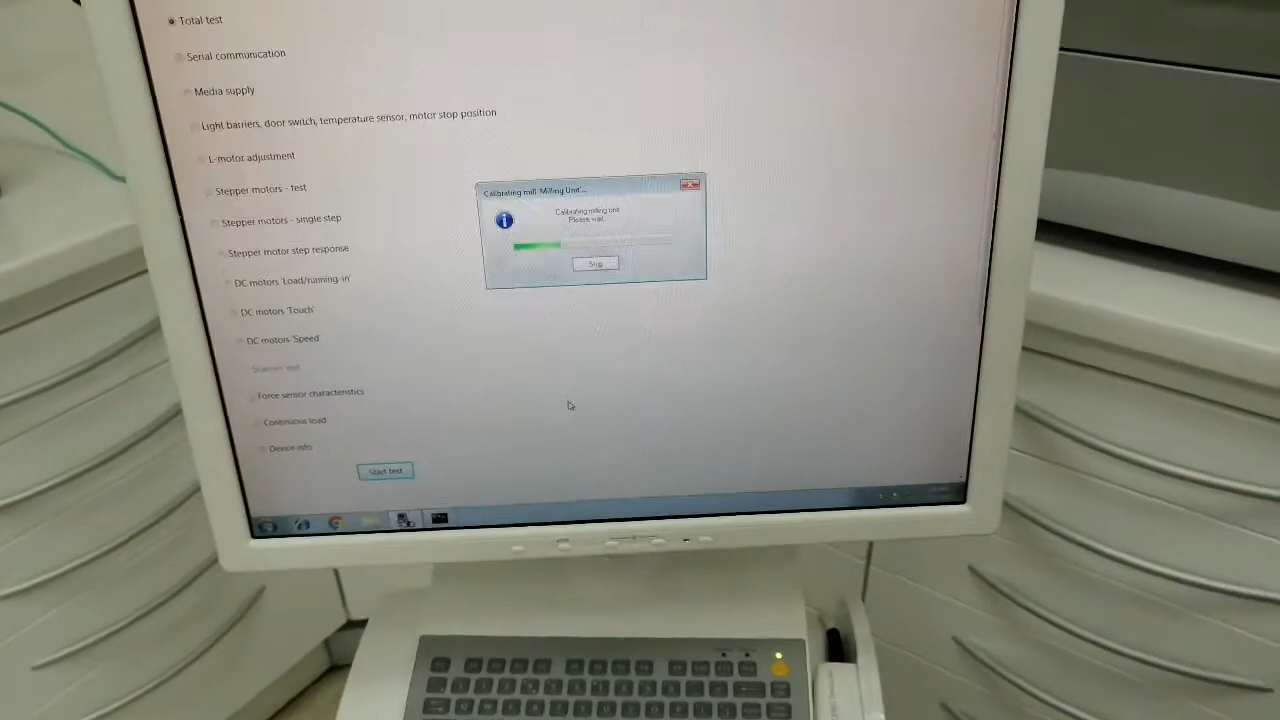 Total test
Serial communication
Media supply
Light barriers, door switch, temperature sensor, motor stop position
L-motor adjustment
Stepper motors - test
Stepper motors - single step
Stepper motor step response
DC motors 'Load/running-in'
DC motors 'Touch'
DC motors 'Speed'
Scanner test
Force sensor characteristics
Continuous load
Device info
Start test
Calibrating mill 'Milling Unit'...
Calibrating milling unit.
Please wait.
Stop